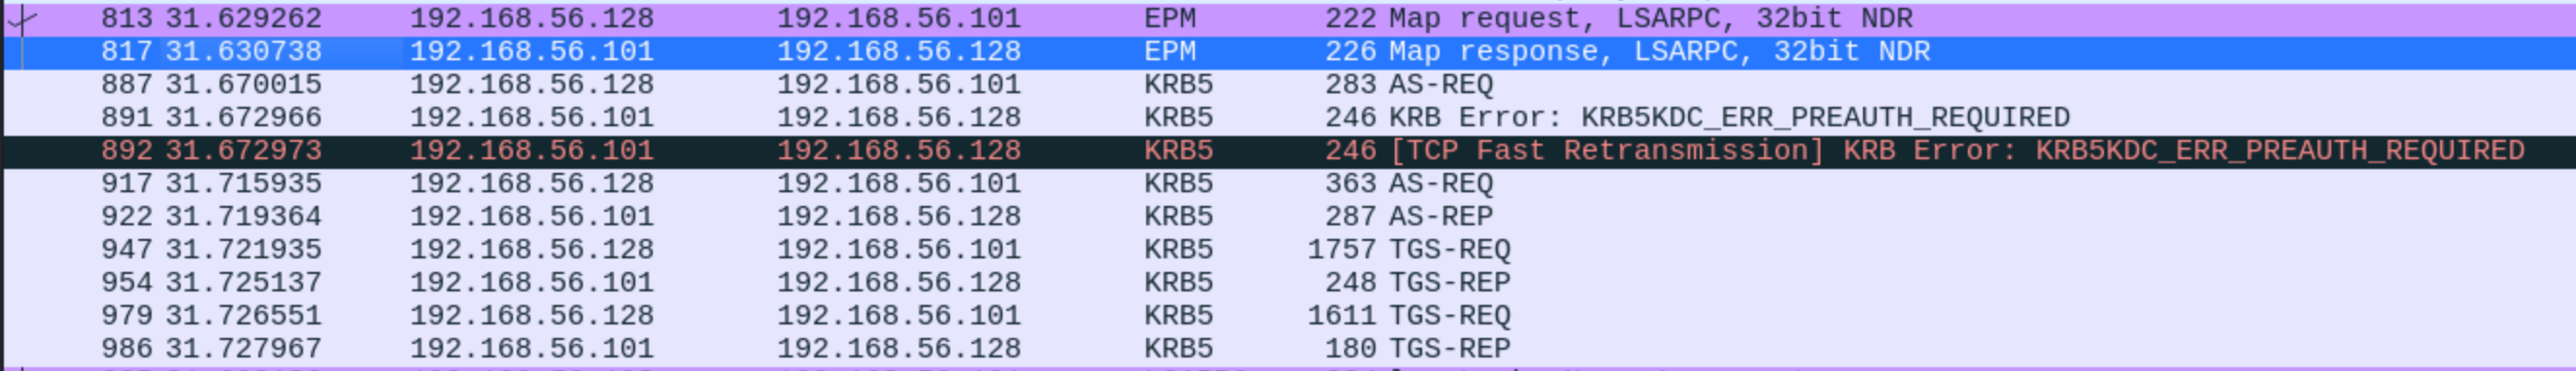 813 31.629262 192.168.56.128 192.168.56.101 EPM 222 Map request, LSARPC, 32bit NDR
817 31.630738 192.168.56.101 192.168.56.128 EPM 226 Map response, LSARPC, 32bit NDR
887 31.670015 192.168.56.128 192.168.56.101 KRB5 283 AS-REQ
891 31.672966 192.168.56.101 192.168.56.128 KRB5 246 KRB Error: KRB5KDC_ERR_PREAUTH_REQUIRED
892 31.672973 192.168.56.101 192.168.56.128 KRB5 246 [TCP Fast Retransmission] KRB Error: KRB5KDC_ERR_PREAUTH_REQUIRED
917 31.715935 192.168.56.128 192.168.56.101 KRB5 363 AS-REQ
922 31.719364 192.168.56.101 192.168.56.128 KRB5 287 AS-REP
947 31.721935 192.168.56.128 192.168.56.101 KRB5 1757 TGS-REQ
954 31.725137 192.168.56.101 192.168.56.128 KRB5 248 TGS-REP
979 31.726551 192.168.56.128 192.168.56.101 KRB5 1611 TGS-REQ
986 31.727967 192.168.56.101 192.168.56.128 KRB5 180 TGS-REP